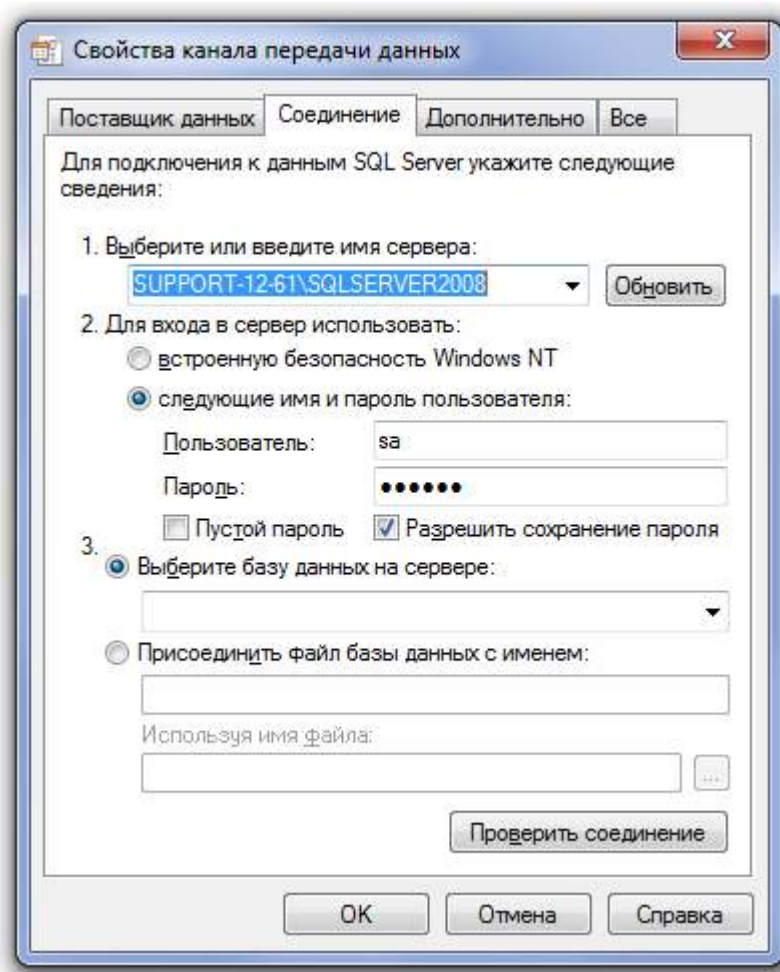 Свойства канала передачи данных
Поставщик данных Соединение Дополнительно Все
Для подключения к данным SQL Server укажите следующие
сведения:
1. Выберите или введите имя сервера:
SUPPORT-12-61\SQLSERVER2008 Обновить
2. Для входа в сервер использовать:
встроенную безопасность Windows NT
следующие имя и пароль пользователя:
Пользователь: sa
Пароль: ●●●●●●
Пустой пароль Разрешить сохранение пароля
3.
Выберите базу данных на сервере:
Присоединить файл базы данных с именем:
Используя имя файла:
...
Проверить соединение
OK Отмена Справка